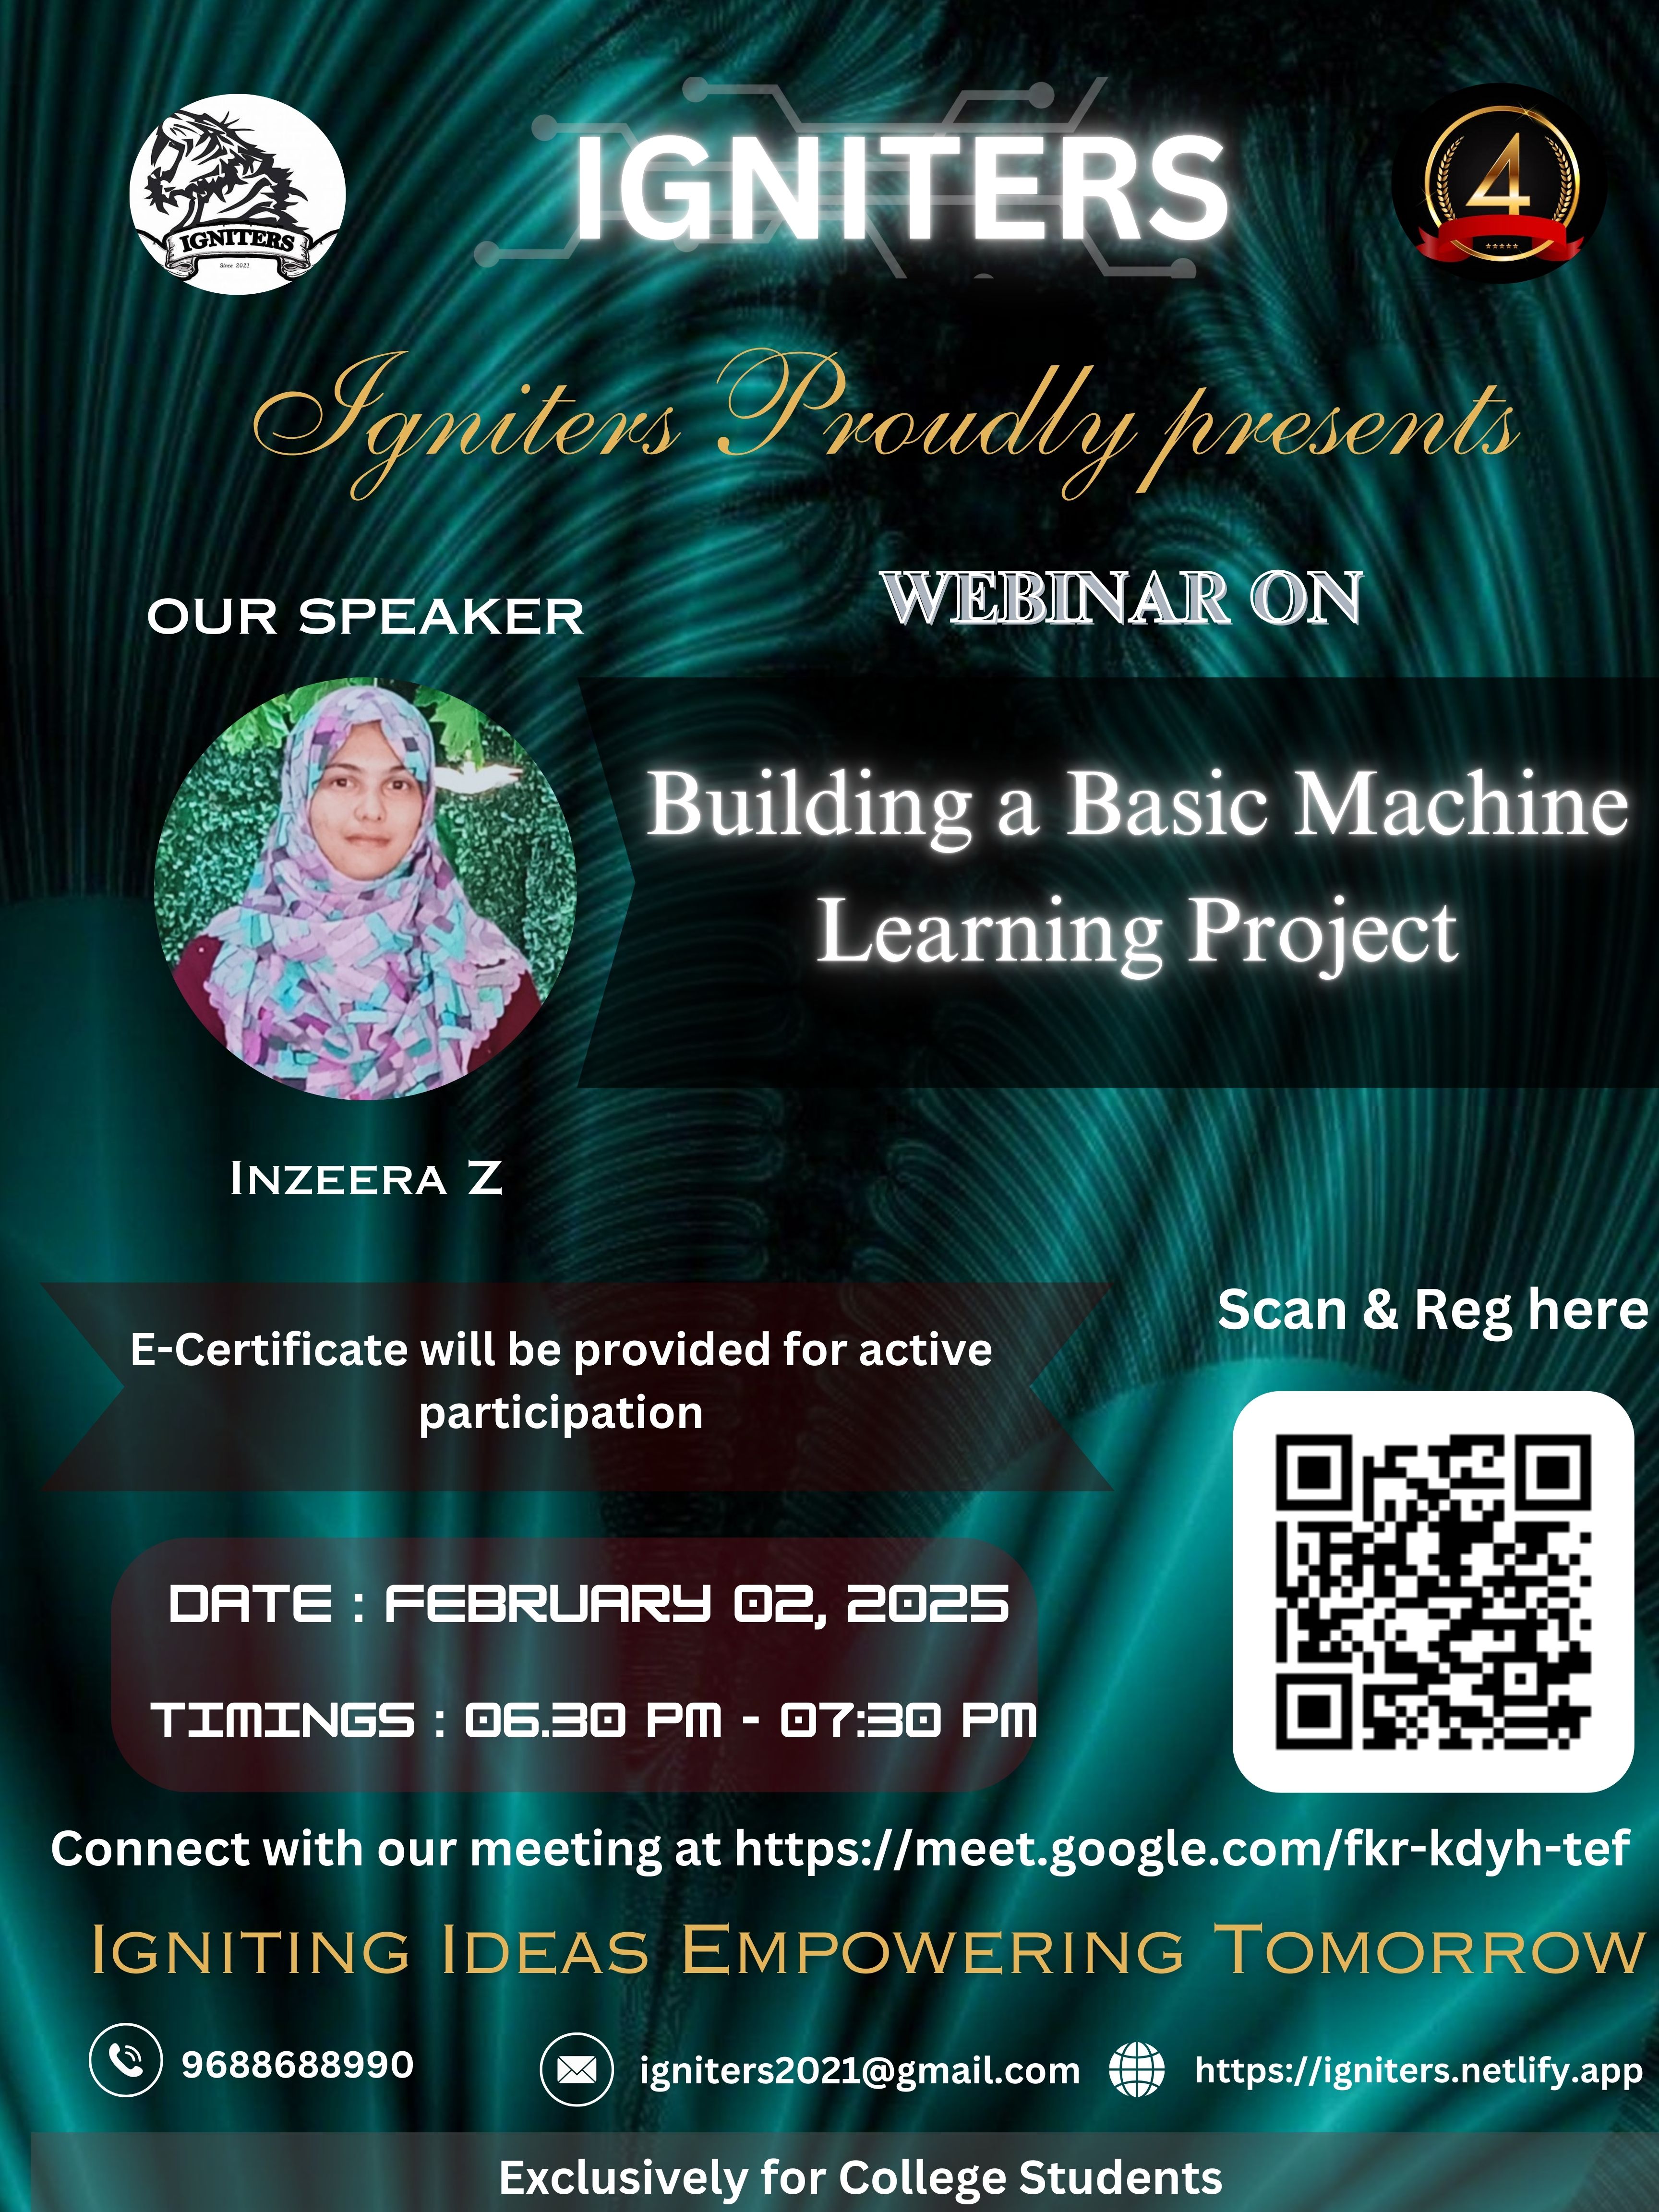 IGNITERS
Since 2021
IGNITERS
4
Igniters Proudly presents
OUR SPEAKER
WEBINAR ON
Building a Basic Machine
Learning Project
Inzeera Z
E-Certificate will be provided for active
participation
Scan & Reg here
DATE : FEBRUARY 02, 2025
TIMINGS : 06.30 PM - 07:30 PM
Connect with our meeting at https://meet.google.com/fkr-kdyh-tef
Igniting Ideas Empowering Tomorrow
9688688990
igniters2021@gmail.com
https://igniters.netlify.app
Exclusively for College Students